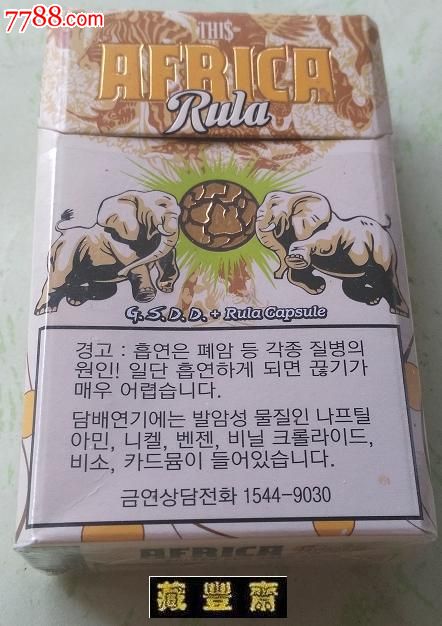 7788.com
THIS
AFRICA
Rula
G.S.D.D. + Rula Capsule
경고 : 흡연은 폐암 등 각종 질병의
원인! 일단 흡연하게 되면 끊기가
매우 어렵습니다.
담배연기에는 발암성 물질인 나프틸
아민, 니켈, 벤젠, 비닐 크롤라이드,
비소, 카드뮴이 들어있습니다.
금연상담전화 1544-9030
AFRICA
Rula
藏豐齋